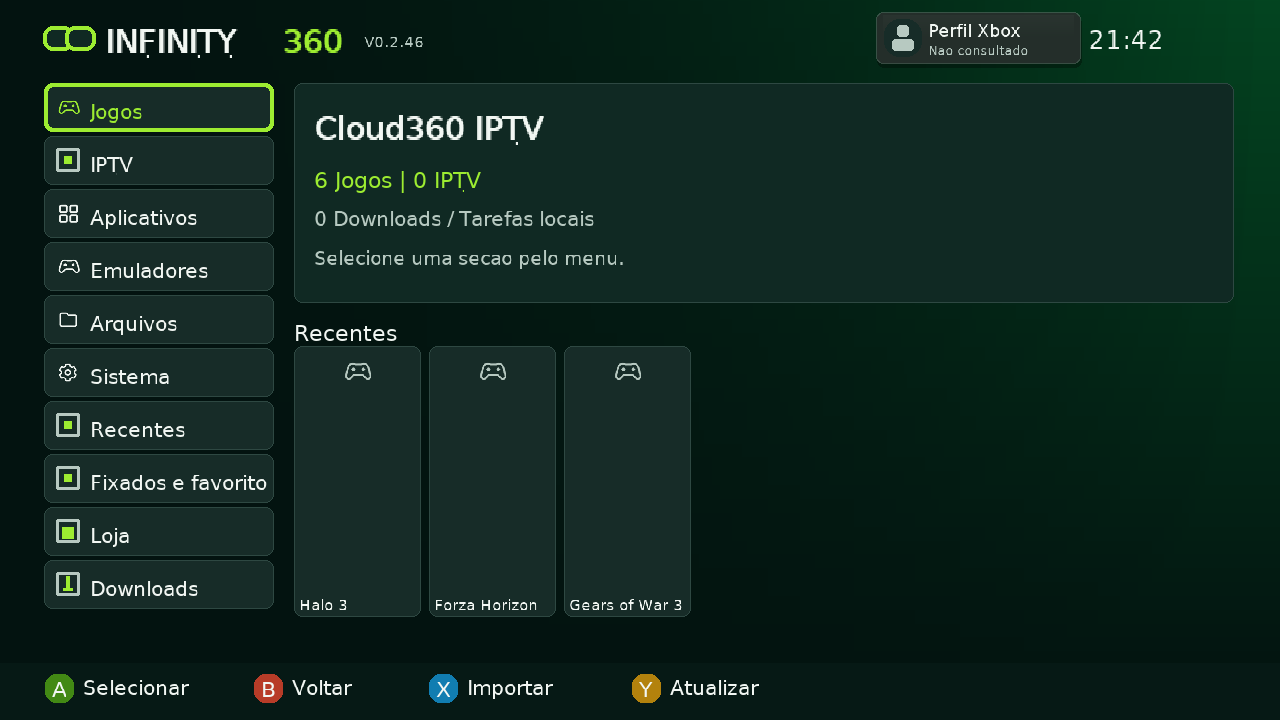 INFINITY 360 V0.2.46
Perfil Xbox
Nao consultado
21:42
Jogos
IPTV
Aplicativos
Emuladores
Arquivos
Sistema
Recentes
Fixados e favorito
Loja
Downloads
Cloud360 IPTV
6 Jogos | 0 IPTV
0 Downloads / Tarefas locais
Selecione uma secao pelo menu.
Recentes
Halo 3
Forza Horizon
Gears of War 3
A Selecionar
B Voltar
X Importar
Y Atualizar